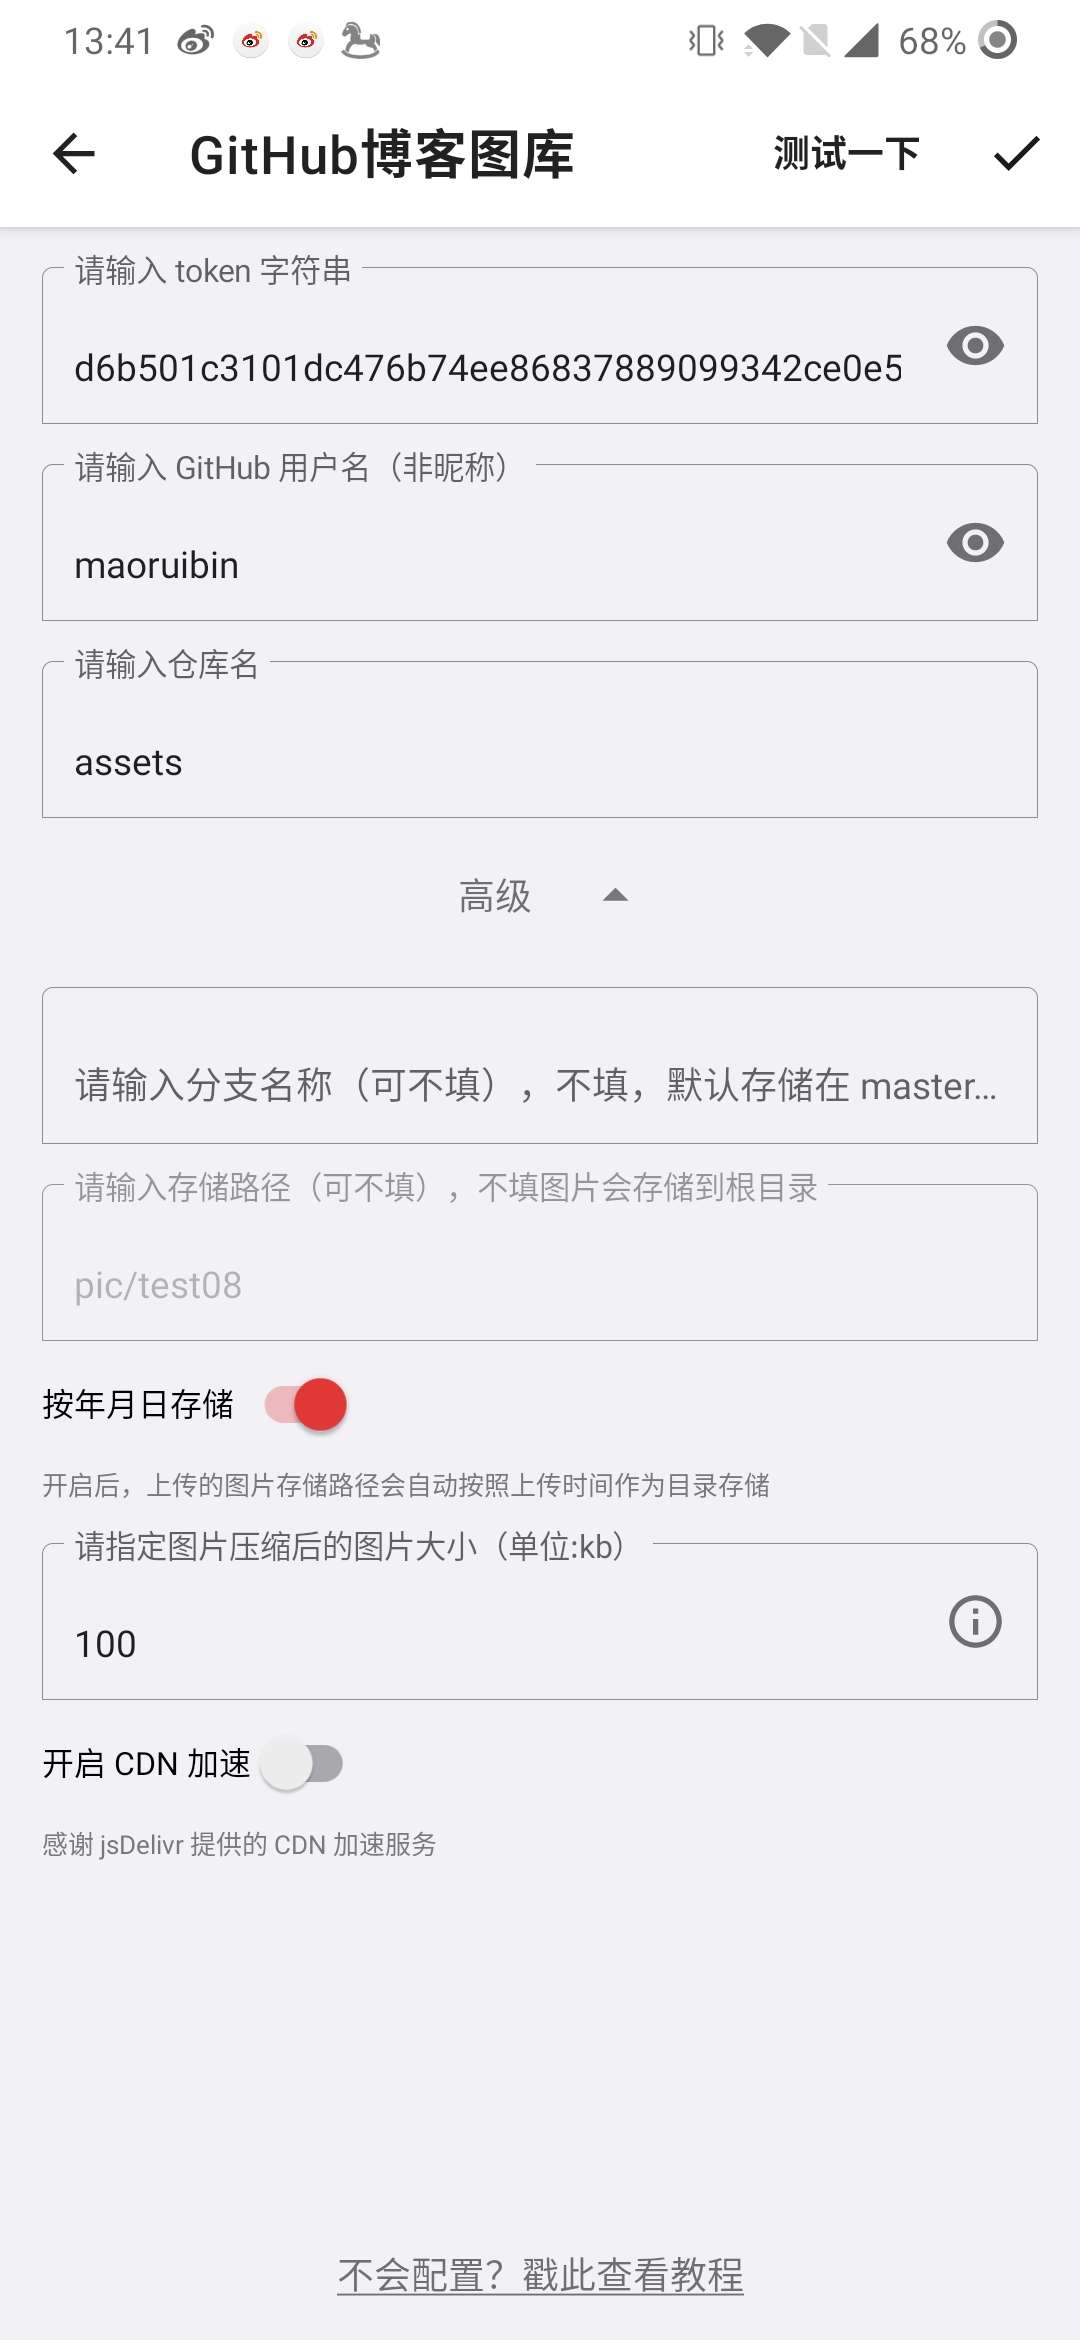 13:41
68%
GitHub博客图库
测试一下
请输入 token 字符串
d6b501c3101dc476b74ee86837889099342ce0e5
请输入 GitHub 用户名（非昵称）
maoruibin
请输入仓库名
assets
高级
请输入分支名称（可不填），不填，默认存储在 master...
请输入存储路径（可不填），不填图片会存储到根目录
pic/test08
按年月日存储
开启后，上传的图片存储路径会自动按照上传时间作为目录存储
请指定图片压缩后的图片大小（单位:kb）
100
开启 CDN 加速
感谢 jsDelivr 提供的 CDN 加速服务
不会配置？戳此查看教程